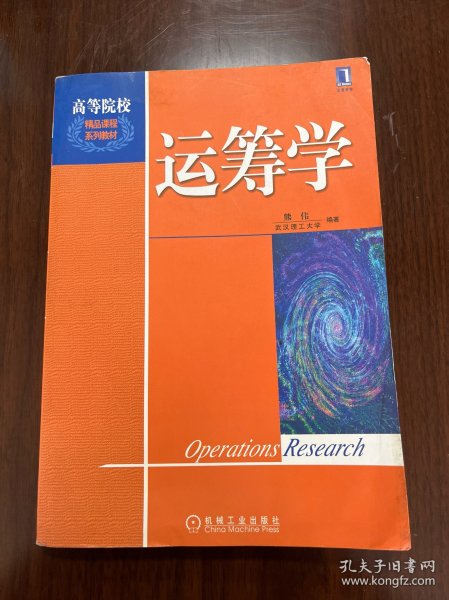 高等院校
精品课程
系列教材
运筹学
熊 伟
武汉理工大学
编著
Operations Research
机械工业出版社
China Machine Press
孔夫子旧书网
www.kongfz.com